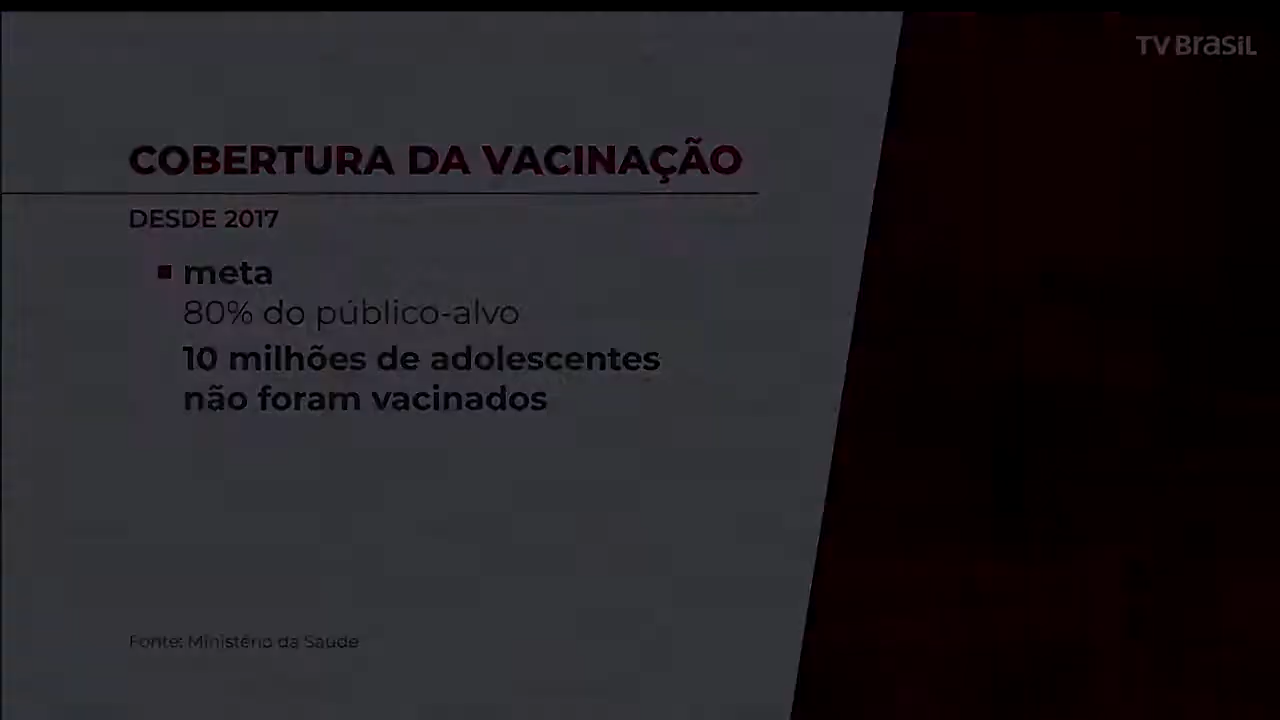 TV BRASIL
COBERTURA DA VACINAÇÃO
DESDE 2017
meta
80% do público-alvo
10 milhões de adolescentes
não foram vacinados
Fonte: Ministério da Saúde